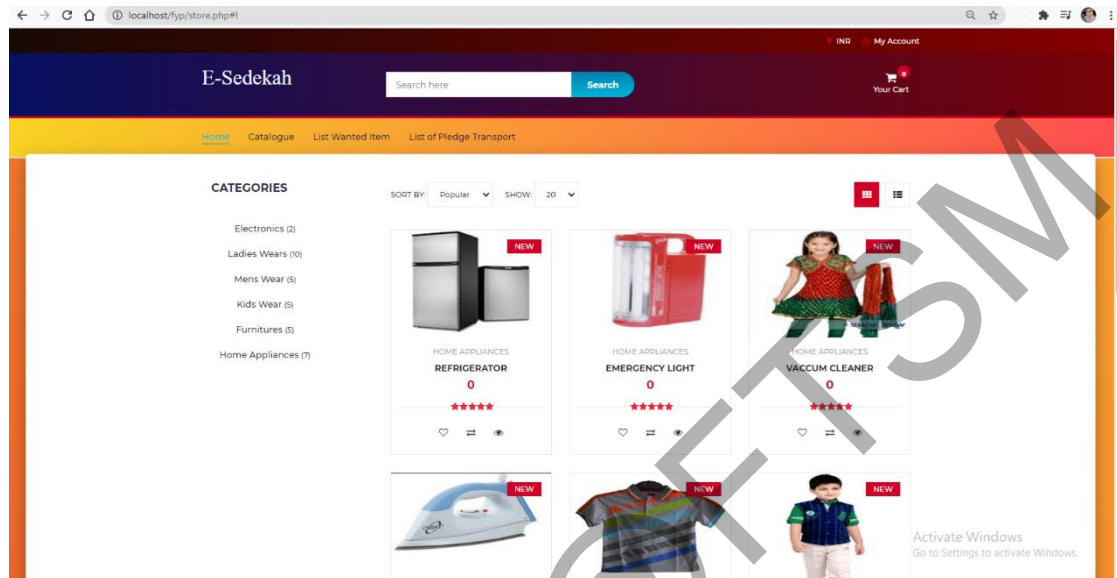 localhost/fyp/store.php#!
INR My Account
E-Sedekah
Search here Search
0
Your Cart
Home Catalogue List Wanted Item List of Pledge Transport
CATEGORIES
SORT BY: Popular SHOW: 20
Electronics (2)
Ladies Wears (10)
Mens Wear (5)
Kids Wear (5)
Furnitures (5)
Home Appliances (7)
NEW NEW NEW
SHOP NOW
HOME APPLIANCES HOME APPLIANCES HOME APPLIANCES
REFRIGERATOR EMERGENCY LIGHT VACCUM CLEANER
0 0 0
NEW NEW NEW
Activate Windows
Go to Settings to activate Windows.
FTSM